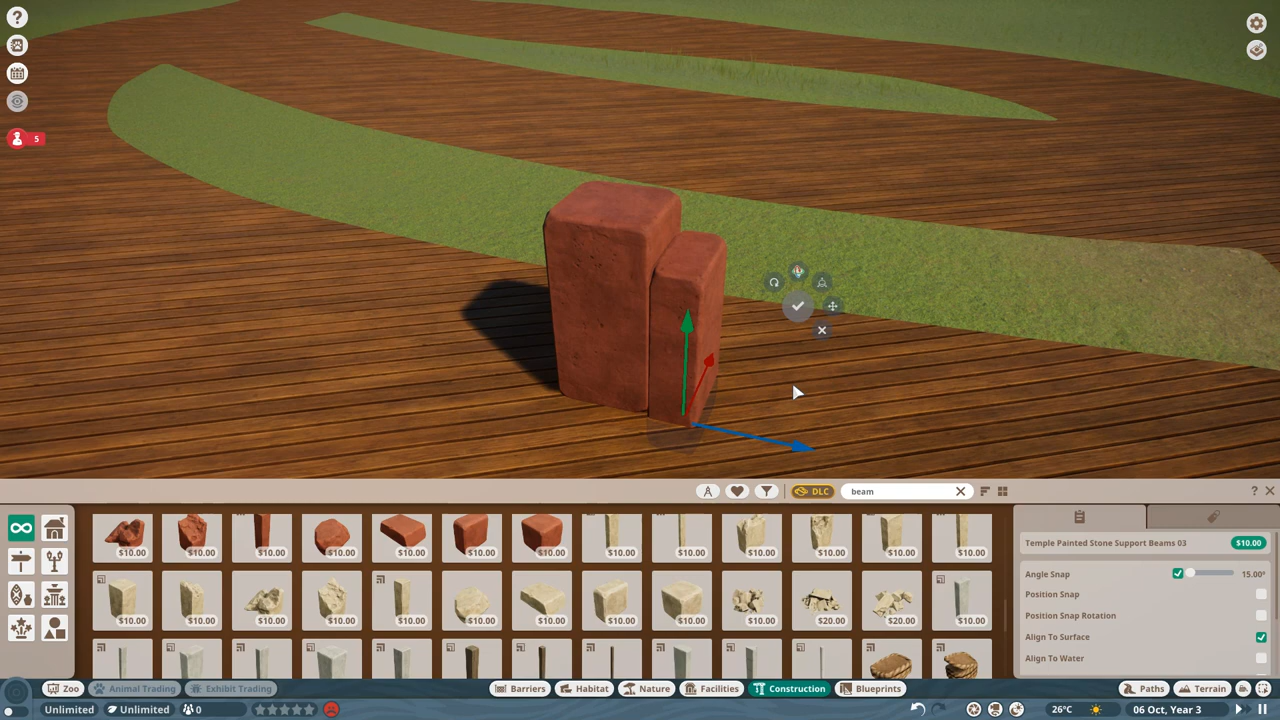 ?
5
DLC
beam
?
$10.00 $10.00 $10.00 $10.00 $10.00 $10.00 $10.00 $10.00 $10.00 $10.00 $10.00 $10.00 $10.00
$10.00 $10.00 $10.00 $10.00 $10.00 $10.00 $10.00 $10.00 $10.00 $10.00 $20.00 $20.00 $10.00
Temple Painted Stone Support Beams 03 $10.00
Angle Snap 15.00°
Position Snap
Position Snap Rotation
Align To Surface
Align To Water
Zoo Animal Trading Exhibit Trading Barriers Habitat Nature Facilities Construction Blueprints Paths Terrain
Unlimited Unlimited 0 26°C 06 Oct, Year 3